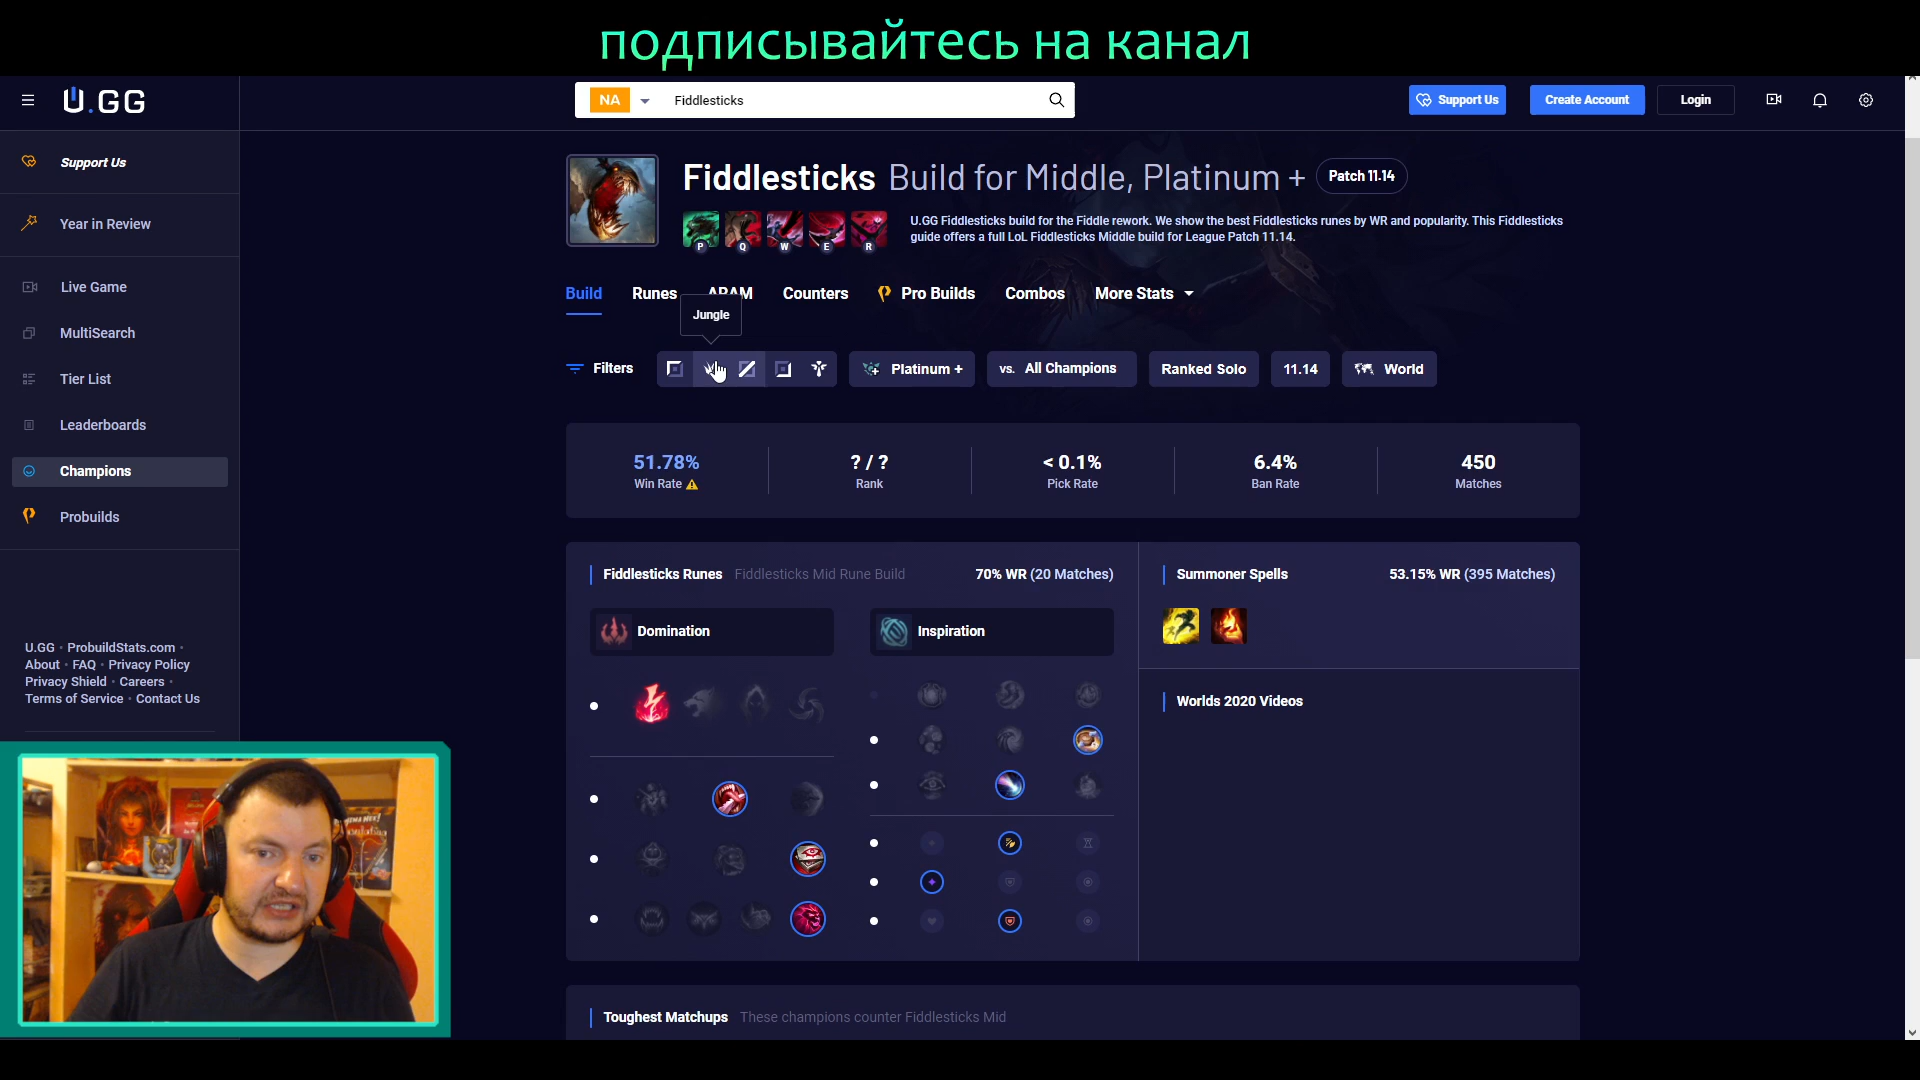 подписывайтесь на канал
U.GG
NA
Fiddlesticks
Support Us
Create Account
Login
Support Us
Year in Review
Live Game
MultiSearch
Tier List
Leaderboards
Champions
Probuilds
U.GG · ProbuildStats.com ·
About · FAQ · Privacy Policy
Privacy Shield · Careers ·
Terms of Service · Contact Us
Fiddlesticks Build for Middle, Platinum +
Patch 11.14
P Q W E R
U.GG Fiddlesticks build for the Fiddle rework. We show the best Fiddlesticks runes by WR and popularity. This Fiddlesticks
guide offers a full LoL Fiddlesticks Middle build for League Patch 11.14.
Build Runes ARAM Counters Pro Builds Combos More Stats
Jungle
Filters
Platinum +
vs. All Champions
Ranked Solo
11.14
World
51.78%
Win Rate
? / ?
Rank
< 0.1%
Pick Rate
6.4%
Ban Rate
450
Matches
Fiddlesticks Runes Fiddlesticks Mid Rune Build 70% WR (20 Matches)
Domination
Inspiration
Summoner Spells 53.15% WR (395 Matches)
Worlds 2020 Videos
Toughest Matchups These champions counter Fiddlesticks Mid